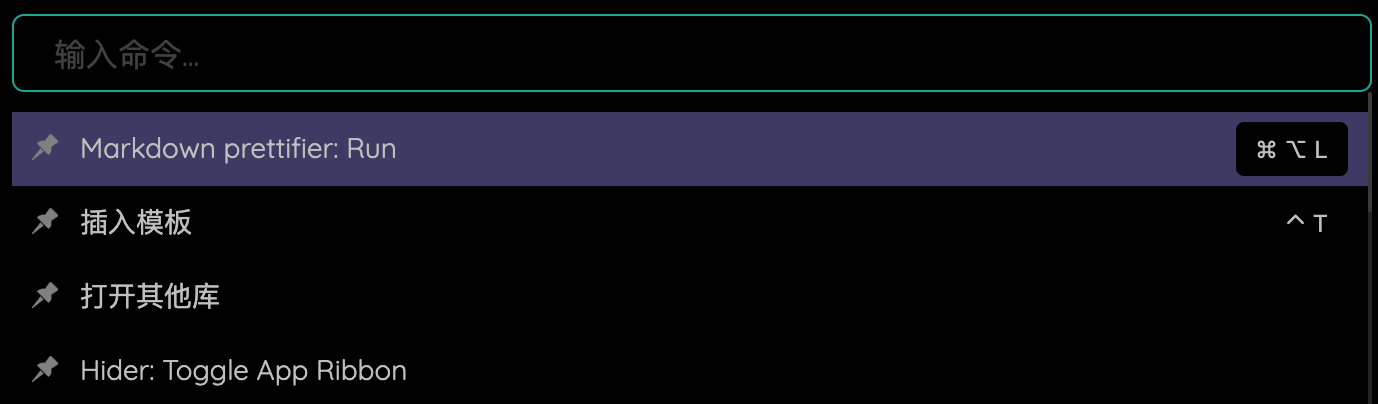 输入命令...
Markdown prettifier: Run
⌘ ⌥ L
插入模板
^ T
打开其他库
Hider: Toggle App Ribbon